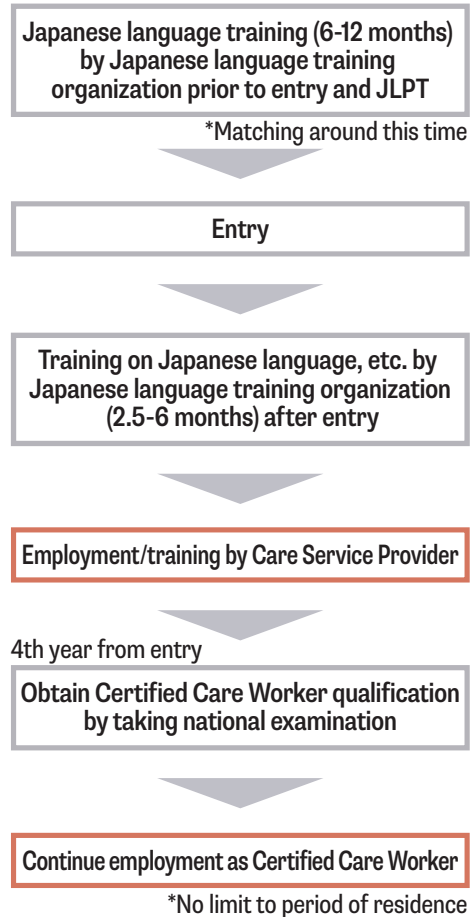 Japanese language training (6-12 months)
by Japanese language training
organization prior to entry and JLPT
*Matching around this time
Entry
Training on Japanese language, etc. by
Japanese language training organization
(2.5-6 months) after entry
Employment/training by Care Service Provider
4th year from entry
Obtain Certified Care Worker qualification
by taking national examination
Continue employment as Certified Care Worker
*No limit to period of residence